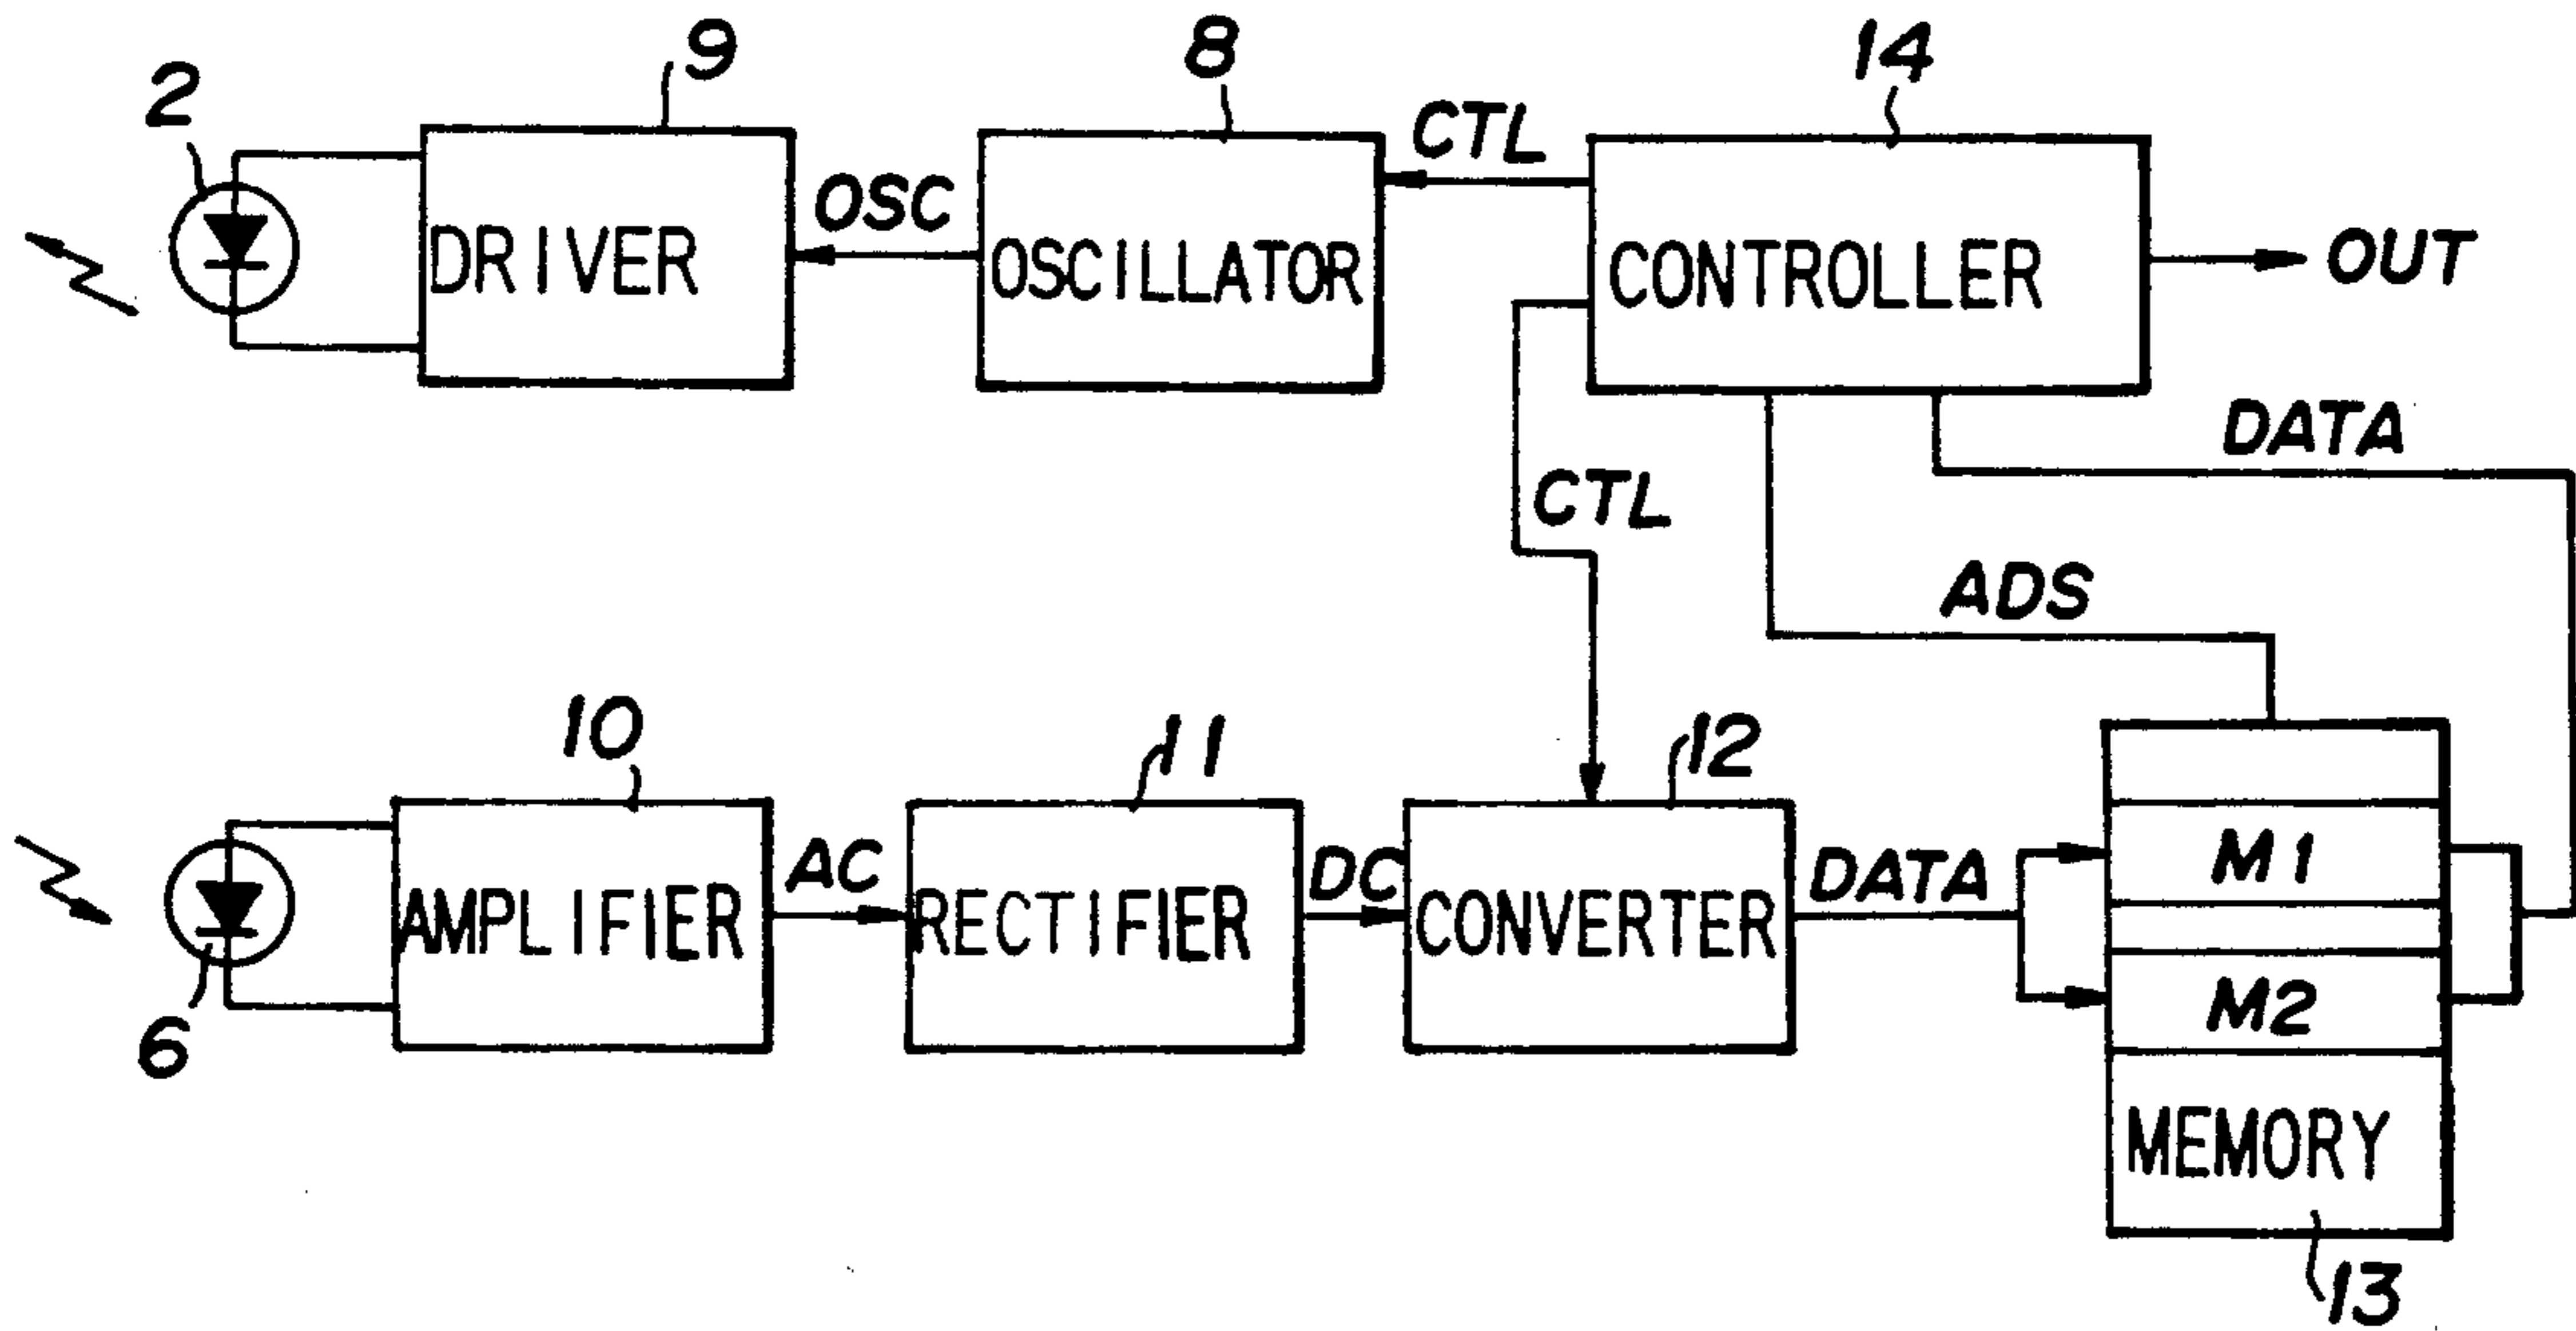 9
8
14
2
CTL
OSC
DRIVER
OSCILLATOR
CONTROLLER
OUT
DATA
CTL
ADS
10
11
12
AC
DC
DATA
M1
AMPLIFIER
RECTIFIER
CONVERTER
M2
6
MEMORY
13